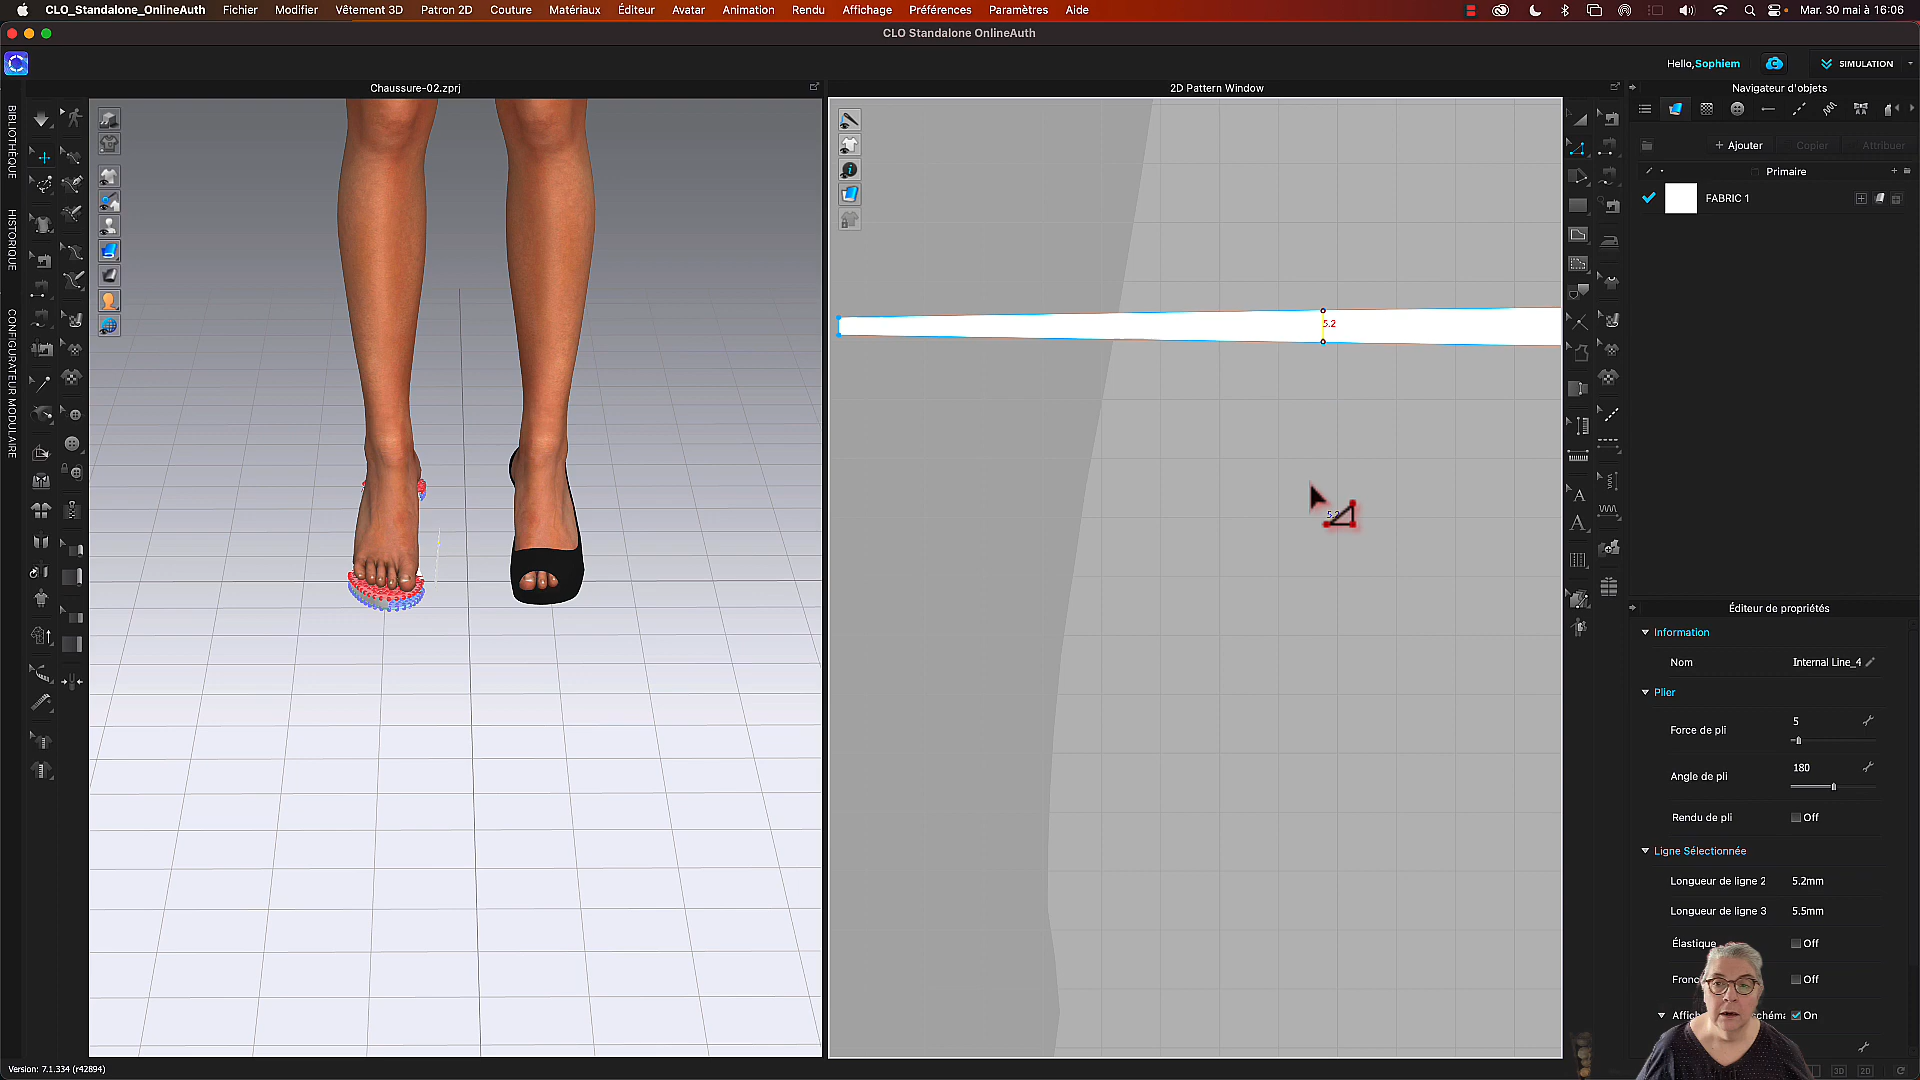 CLO_Standalone_OnlineAuth Fichier Modifier Vêtement 3D Patron 2D Couture Matériaux Éditeur Avatar Animation Rendu Affichage Préférences Paramètres Aide Mar. 30 mai à 16:06
CLO Standalone OnlineAuth
Hello,Sophiem SIMULATION
Chaussure-02.zprj
2D Pattern Window
Navigateur d'objets
BIBLIOTHÈQUE
HISTORIQUE
CONFIGURATEUR MODULAIRE
+ Ajouter Copier Attribuer
Primaire
FABRIC 1
5.2
5.2
Éditeur de propriétés
Information
Nom Internal Line_4
Plier
Force de pli 5
Angle de pli 180
Rendu de pli Off
Ligne Sélectionnée
Longueur de ligne 2 5.2mm
Longueur de ligne 3 5.5mm
Élastique Off
Off
On
Version: 7.1.334 (r42894)
3D 2D